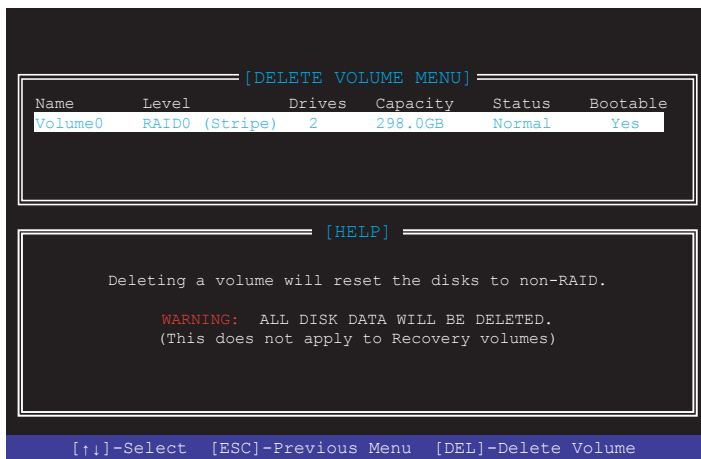 [DELETE VOLUME MENU]
Name Level Drives Capacity Status Bootable
Volume0 RAID0 (Stripe) 2 298.0GB Normal Yes
[HELP]
Deleting a volume will reset the disks to non-RAID.
WARNING: ALL DISK DATA WILL BE DELETED.
(This does not apply to Recovery volumes)
[↑↓]-Select [ESC]-Previous Menu [DEL]-Delete Volume